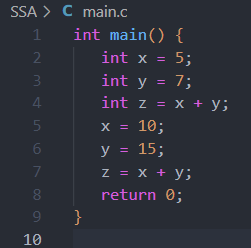 SSA > C main.c
1 int main() {
2     int x = 5;
3     int y = 7;
4     int z = x + y;
5     x = 10;
6     y = 15;
7     z = x + y;
8     return 0;
9 }
10